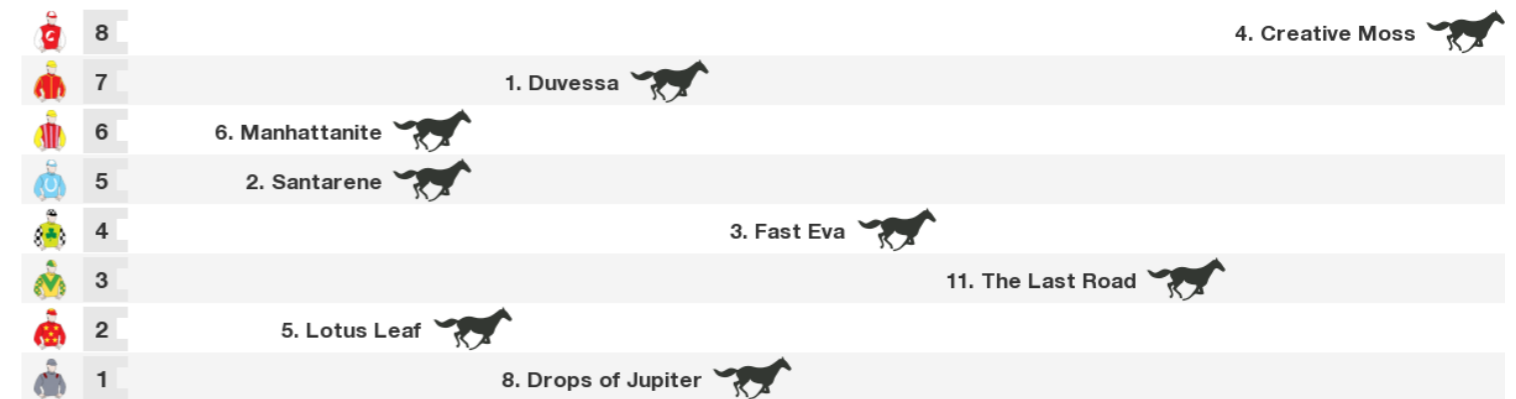 8 4. Creative Moss
7 1. Duvessa
6 6. Manhattanite
5 2. Santarene
4 3. Fast Eva
3 11. The Last Road
2 5. Lotus Leaf
1 8. Drops of Jupiter